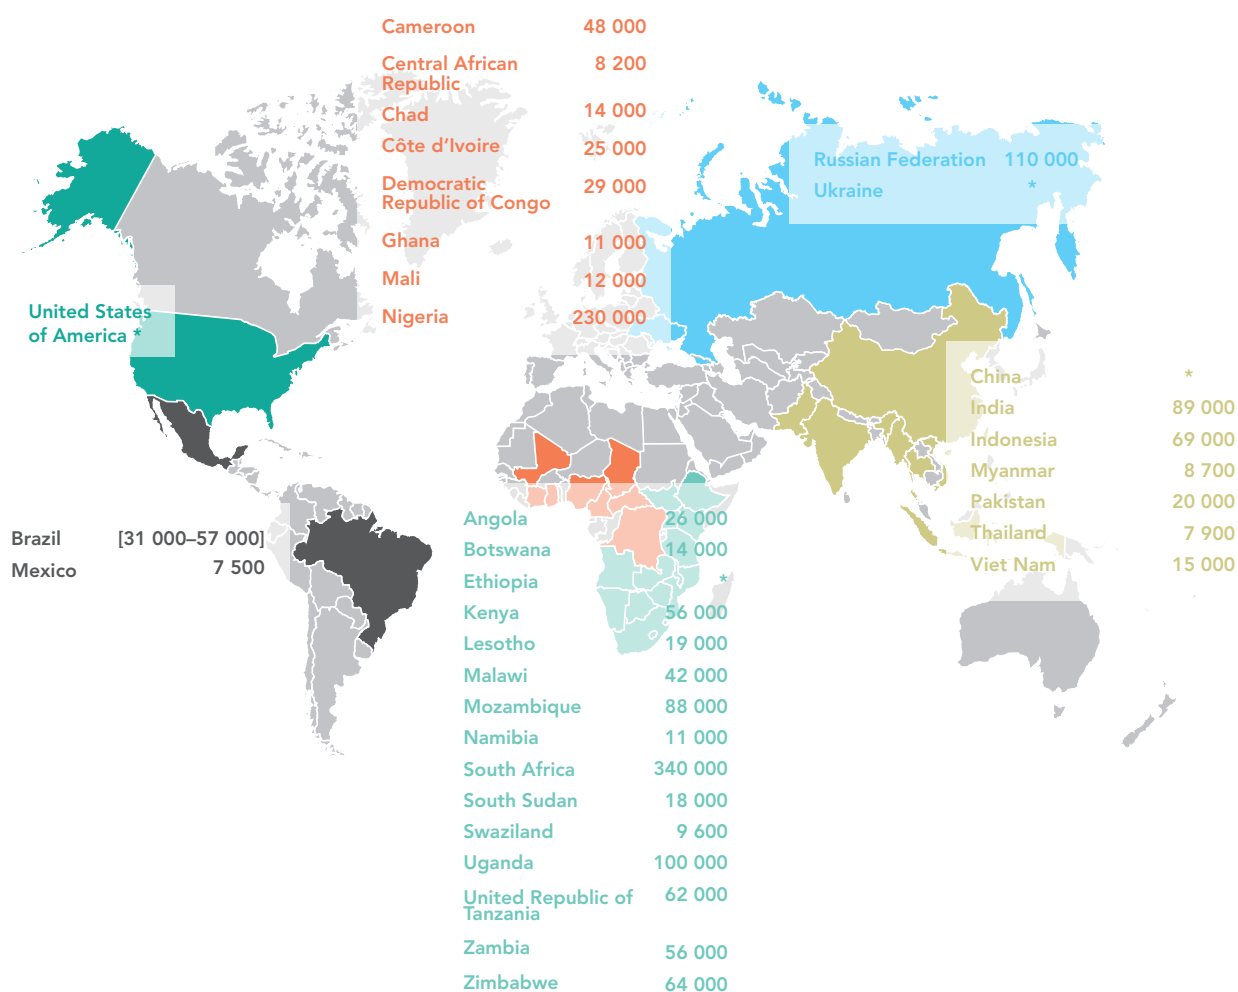 Cameroon 48 000
Central African 8 200
Republic
Chad 14 000
Côte d’Ivoire 25 000
Democratic
Republic of Congo 29 000
Ghana 11 000
Mali 12 000
Nigeria 230 000
Russian Federation 110 000
Ukraine *
United States
of America *
China *
India 89 000
Indonesia 69 000
Myanmar 8 700
Pakistan 20 000
Thailand 7 900
Viet Nam 15 000
Brazil [31 000–57 000]
Mexico 7 500
Angola 26 000
Botswana 14 000
Ethiopia *
Kenya 56 000
Lesotho 19 000
Malawi 42 000
Mozambique 88 000
Namibia 11 000
South Africa 340 000
South Sudan 18 000
Swaziland 9 600
Uganda 100 000
United Republic of 62 000
Tanzania
Zambia 56 000
Zimbabwe 64 000